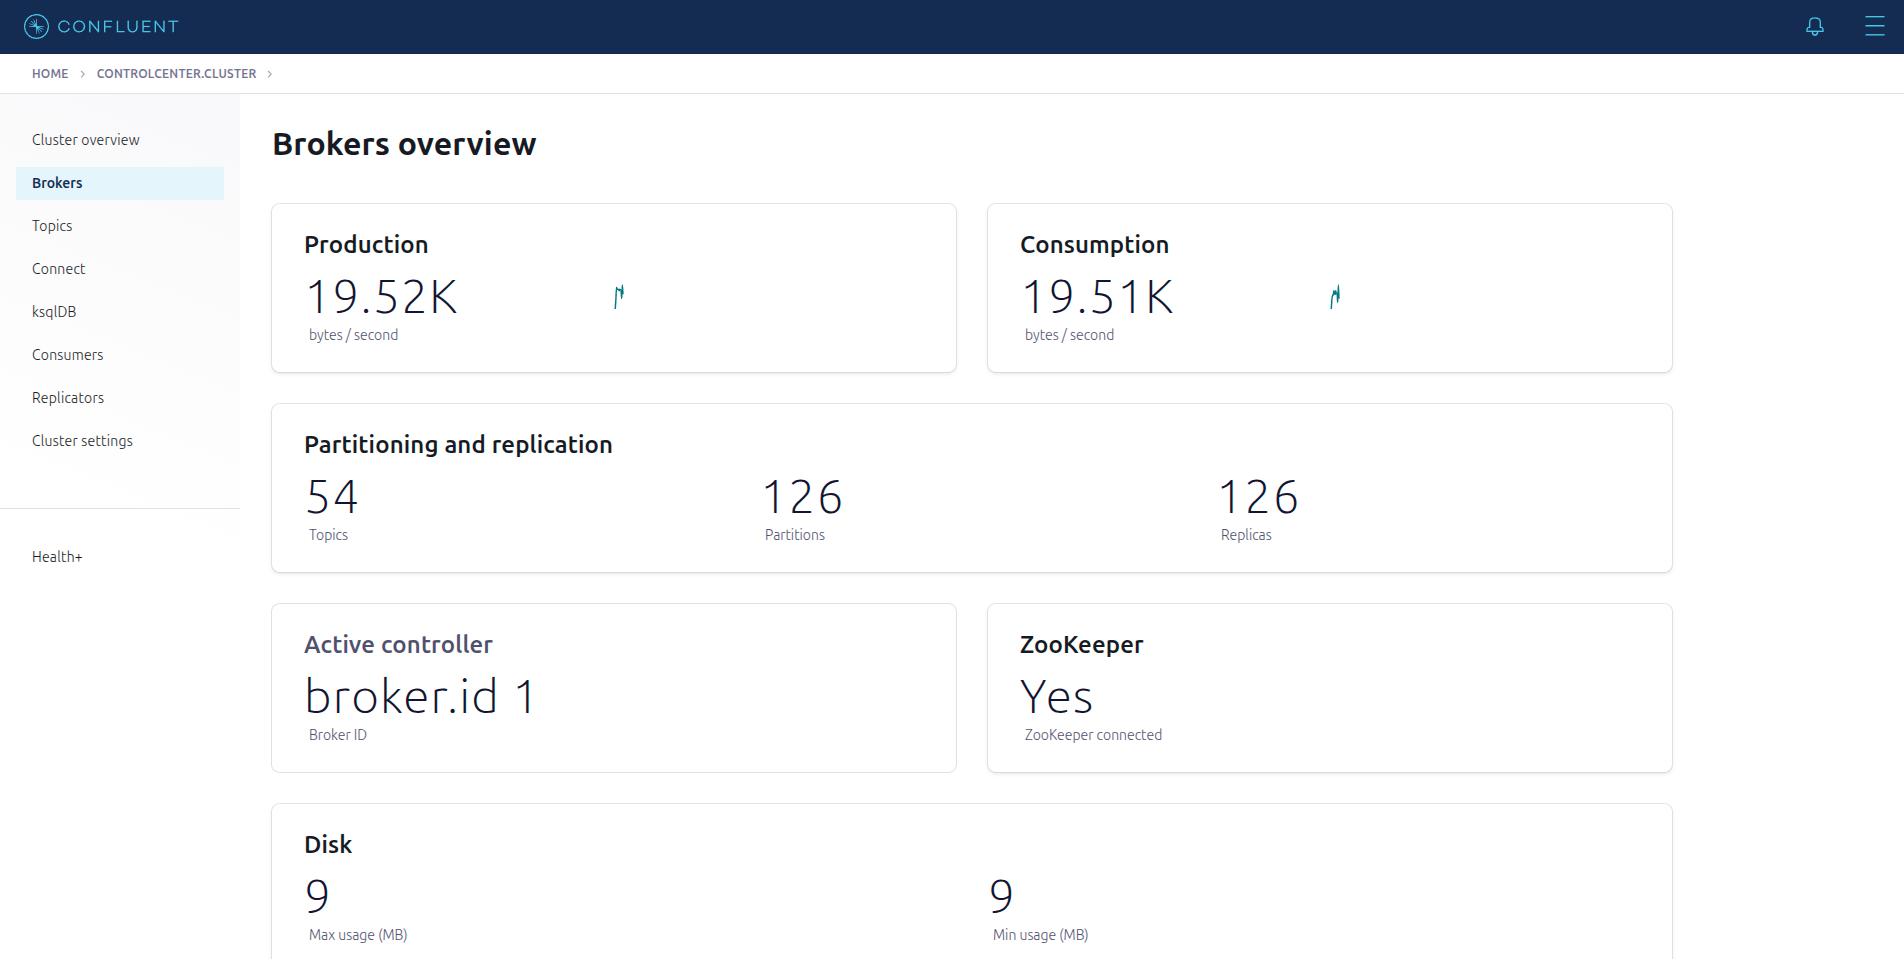 CONFLUENT
HOME > CONTROLCENTER.CLUSTER >
Cluster overview
Brokers
Topics
Connect
ksqlDB
Consumers
Replicators
Cluster settings
Health+
Brokers overview
Production
19.52K
bytes / second
Consumption
19.51K
bytes / second
Partitioning and replication
54
Topics
126
Partitions
126
Replicas
Active controller
broker.id 1
Broker ID
ZooKeeper
Yes
ZooKeeper connected
Disk
9
Max usage (MB)
9
Min usage (MB)